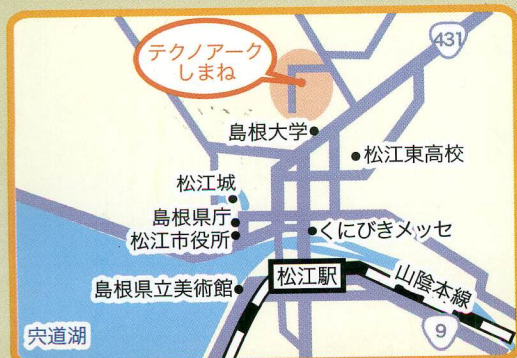 431
テクノアーク
しまね
島根大学
松江東高校
松江城
島根県庁
松江市役所
くにびきメッセ
松江駅
山陰本線
島根県立美術館
宍道湖
9